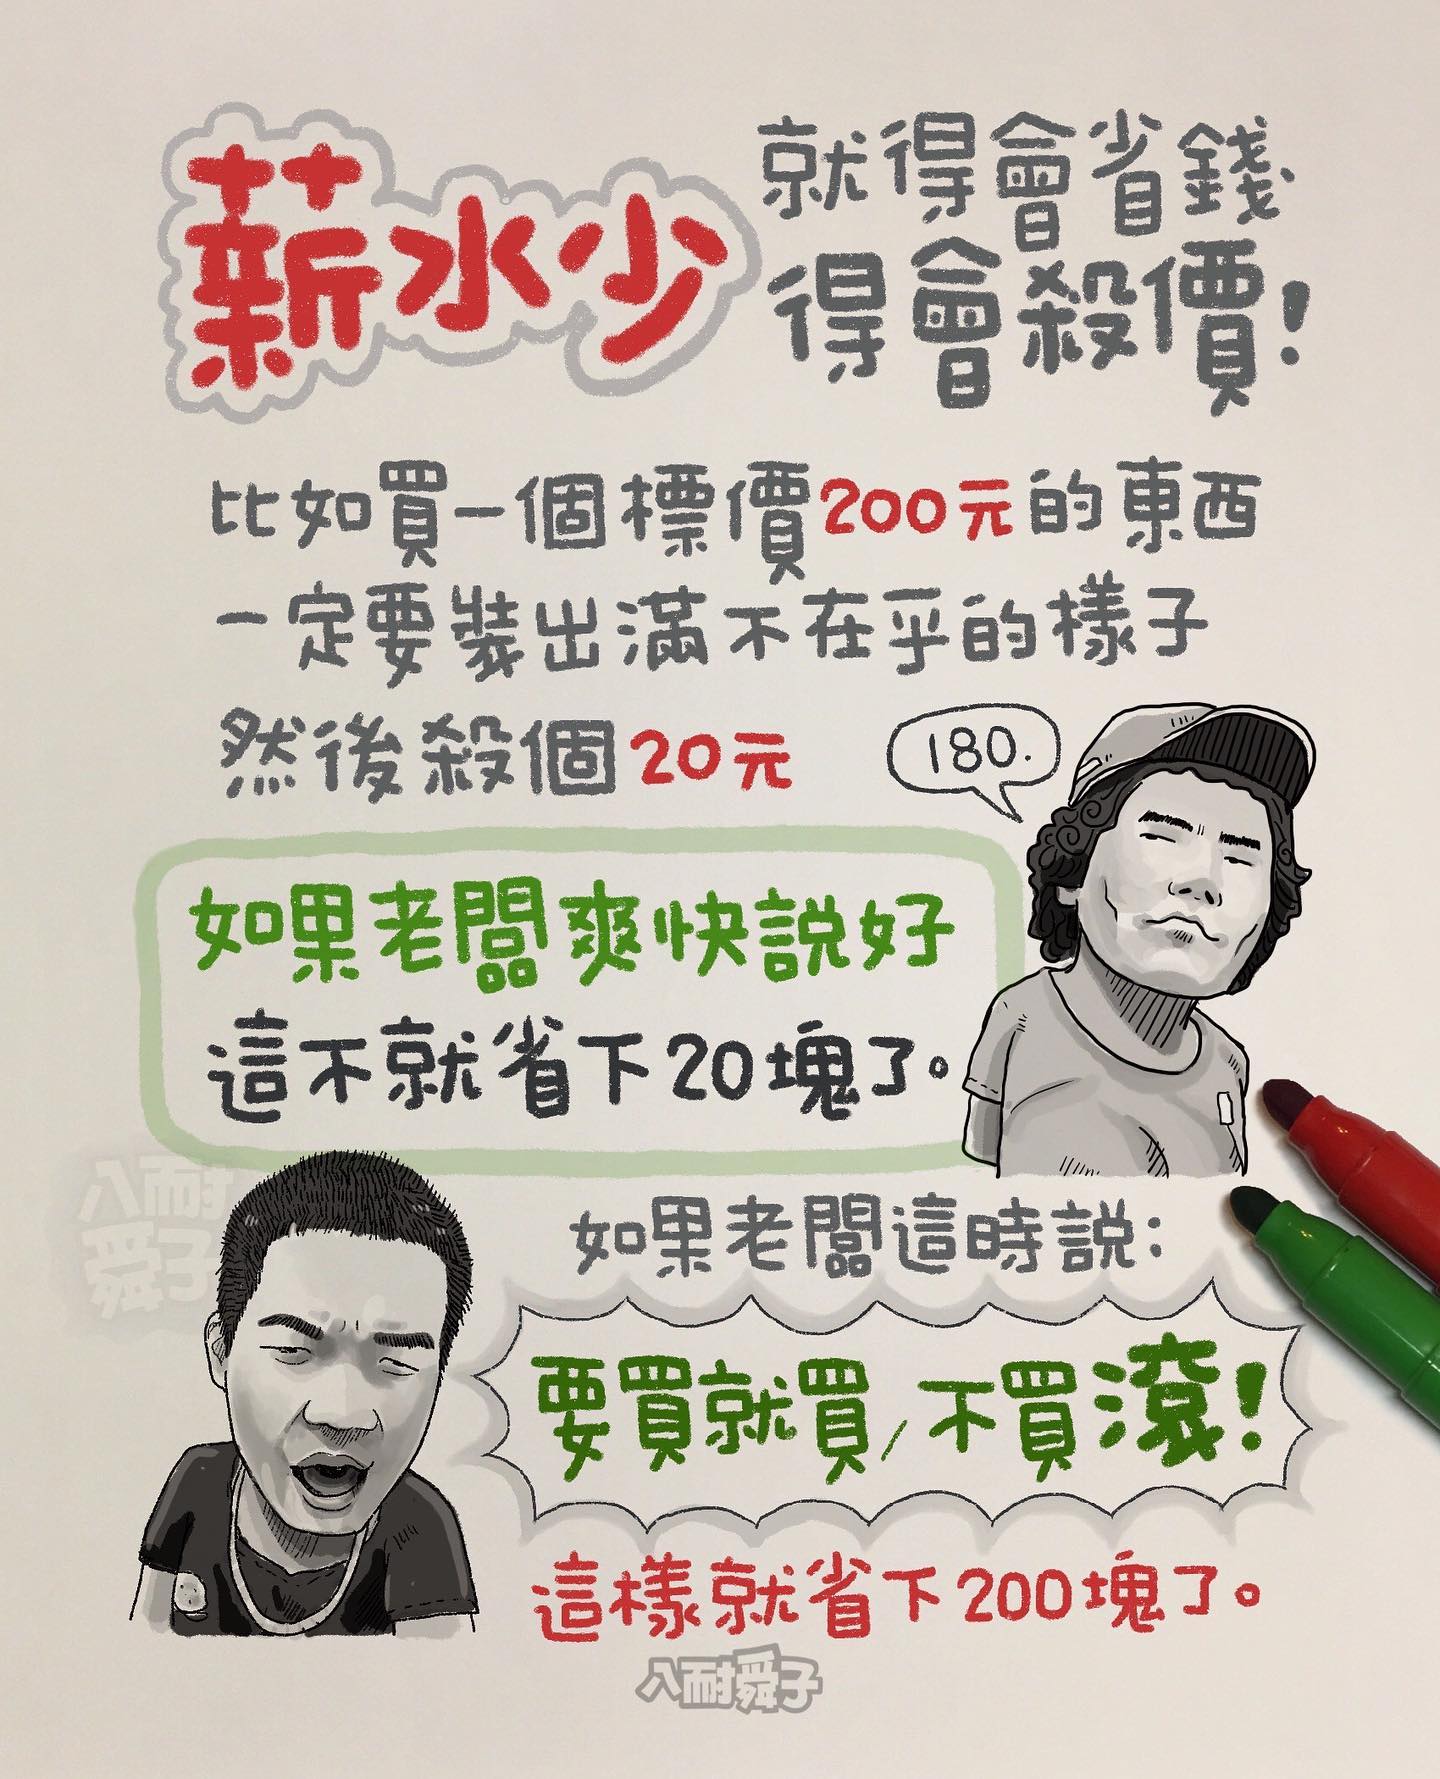 薪水少
就得會省錢
得會殺價!
比如買一個標價200元的東西
一定要裝出滿不在乎的樣子
然後殺個20元
180.
如果老闆爽快說好
這不就省下20塊了。
八耐
舜子
如果老闆這時說:
要買就買,不買滾!
這樣就省下200塊了。
八耐舜子